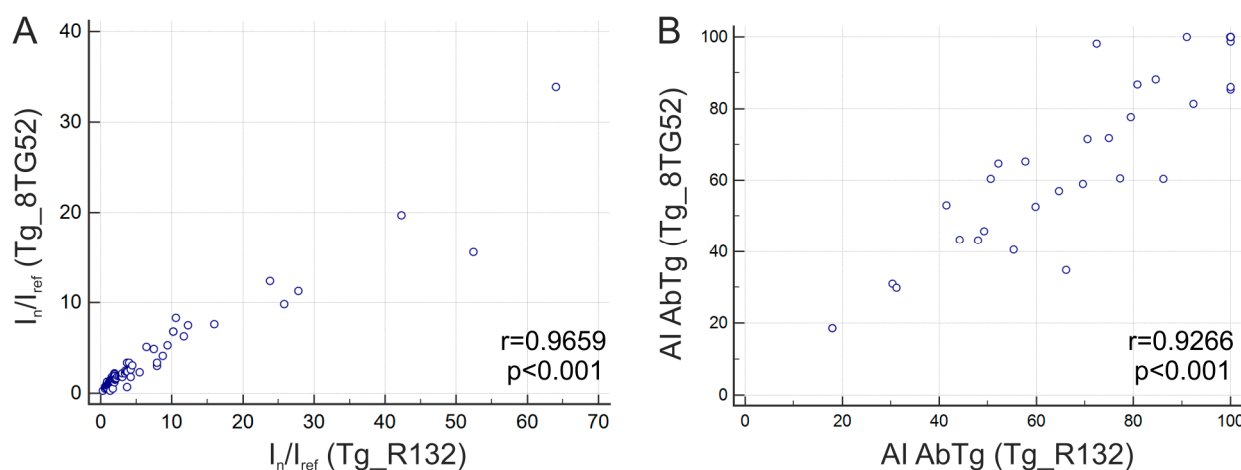 A
40
30
20
10
0
0 10 20 30 40 50 60 70
Iₙ/I_ref (Tg_8TG52)
Iₙ/I_ref (Tg_R132)
r=0.9659
p<0.001
B
100
80
60
40
20
0
0 20 40 60 80 100
AI AbTg (Tg_8TG52)
AI AbTg (Tg_R132)
r=0.9266
p<0.001